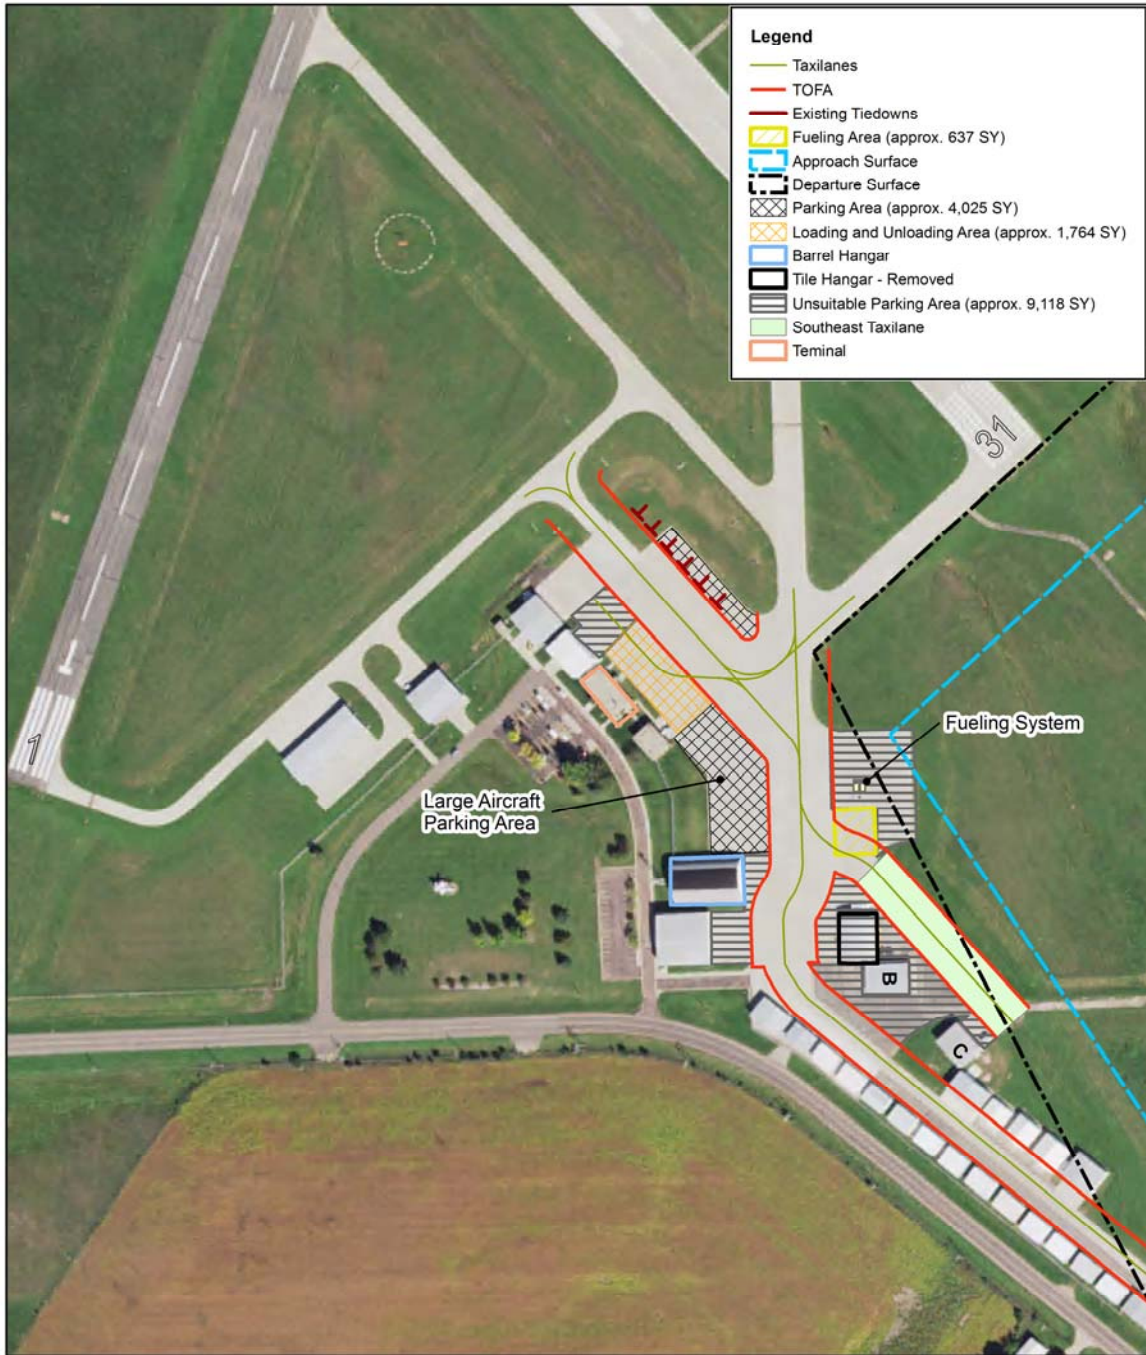 Legend
Taxilanes
TOFA
Existing Tiedowns
Fueling Area (approx. 637 SY)
Approach Surface
Departure Surface
Parking Area (approx. 4,025 SY)
Loading and Unloading Area (approx. 1,764 SY)
Barrel Hangar
Tile Hangar - Removed
Unsuitable Parking Area (approx. 9,118 SY)
Southeast Taxilane
Teminal
31
Fueling System
1
Large Aircraft
Parking Area
B
C